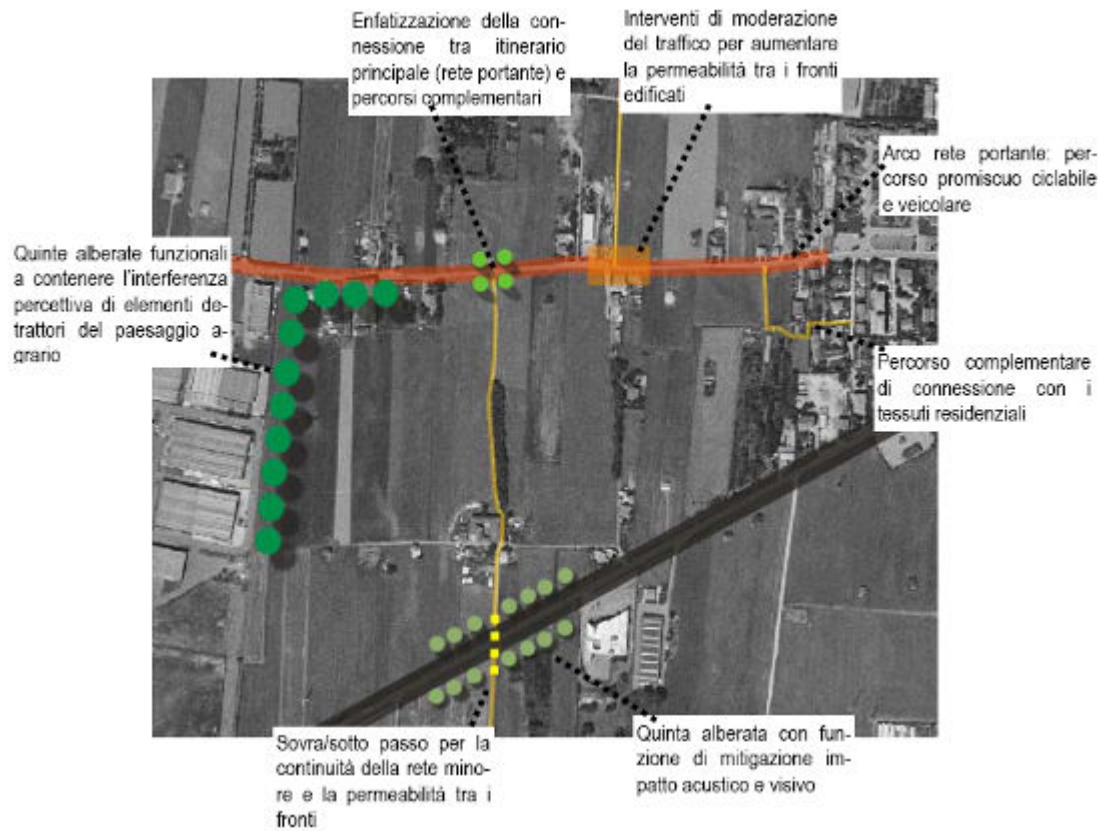 Enfatizzazione della con-
nessione tra itinerario
principale (rete portante) e
percorsi complementari
Interventi di moderazione
del traffico per aumentare
la permeabilità tra i fronti
edificati
Arco rete portante: per-
corso promiscuo ciclabile
e veicolare
Quinte alberate funzionali
a contenere l'interferenza
percettiva di elementi de-
trattori del paesaggio a-
grario
Percorso complementare
di connessione con i
tessuti residenziali
Sovra/sotto passo per la
continuità della rete mino-
re e la permeabilità tra i
fronti
Quinta alberata con fun-
zione di mitigazione im-
patto acustico e visivo